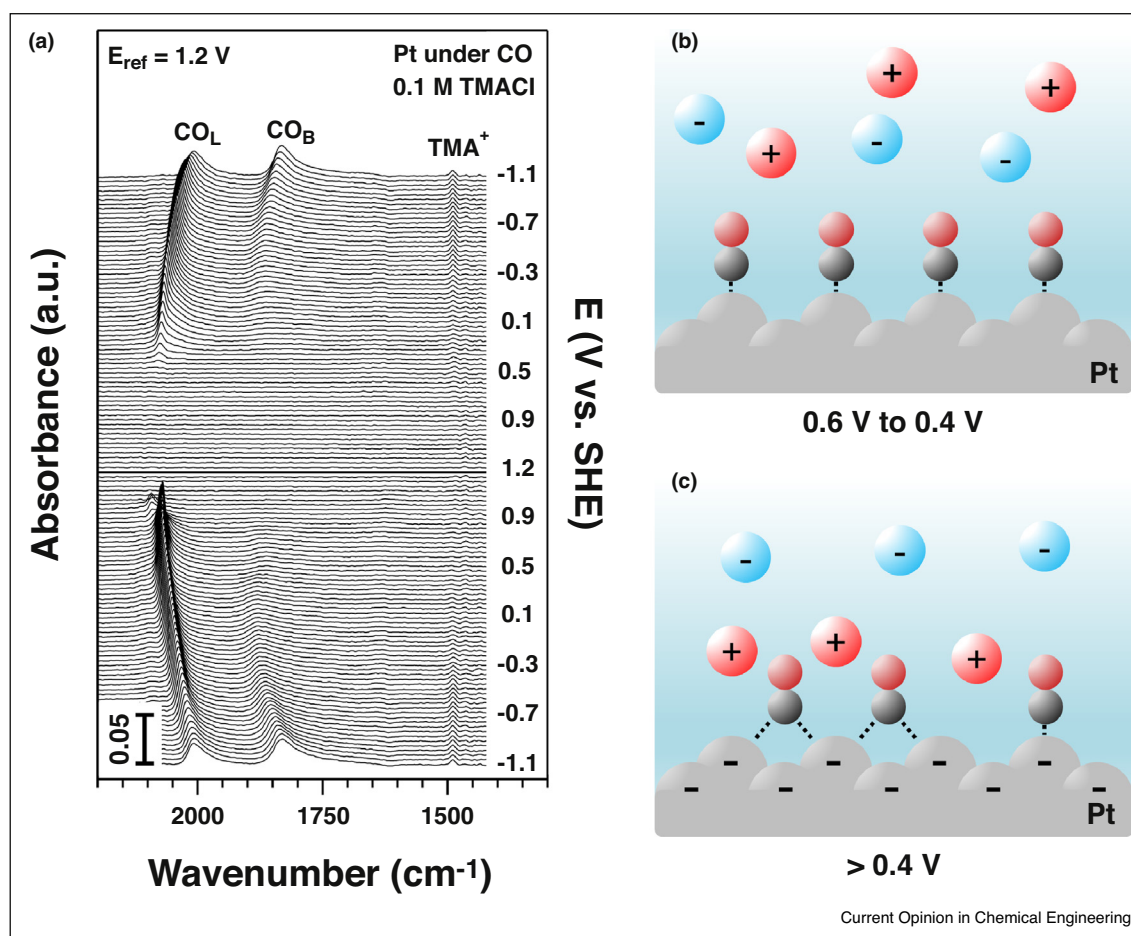 (a)
E_ref = 1.2 V
Pt under CO
0.1 M TMACl
CO_L
CO_B
TMA⁺
-1.1
-0.7
-0.3
0.1
0.5
0.9
1.2
0.9
0.5
0.1
-0.3
-0.7
-1.1
0.05
Absorbance (a.u.)
E (V vs. SHE)
2000
1750
1500
Wavenumber (cm⁻¹)
(b)
+
+
-
-
+
-
Pt
0.6 V to 0.4 V
(c)
-
-
-
+
+
+
-
-
-
-
-
-
-
-
-
Pt
> 0.4 V
Current Opinion in Chemical Engineering